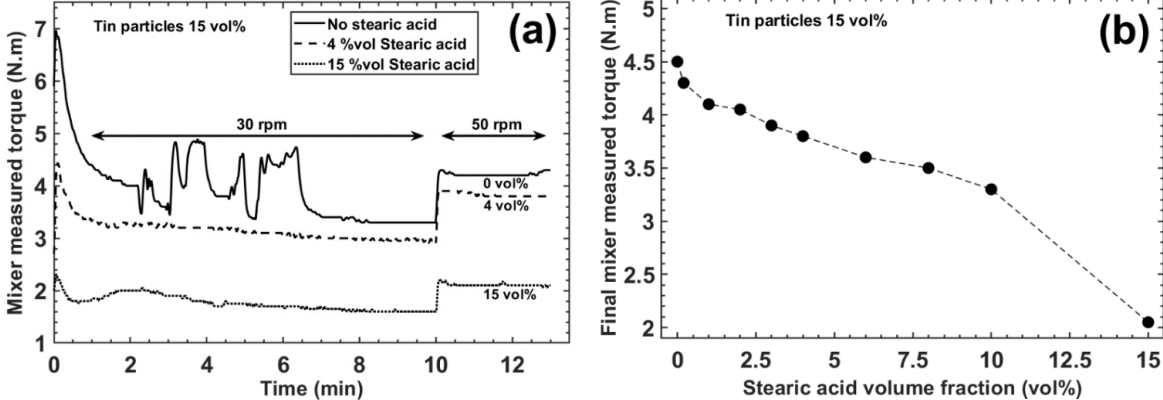 Tin particles 15 vol%
No stearic acid
4 %vol Stearic acid
15 %vol Stearic acid
(a)
Mixer measured torque (N.m)
7
6
5
4
3
2
1
30 rpm
50 rpm
0 vol%
4 vol%
15 vol%
0 2 4 6 8 10 12
Time (min)
Tin particles 15 vol%
(b)
Final mixer measured torque (N.m)
5
4.5
4
3.5
3
2.5
2
0 2.5 5 7.5 10 12.5 15
Stearic acid volume fraction (vol%)